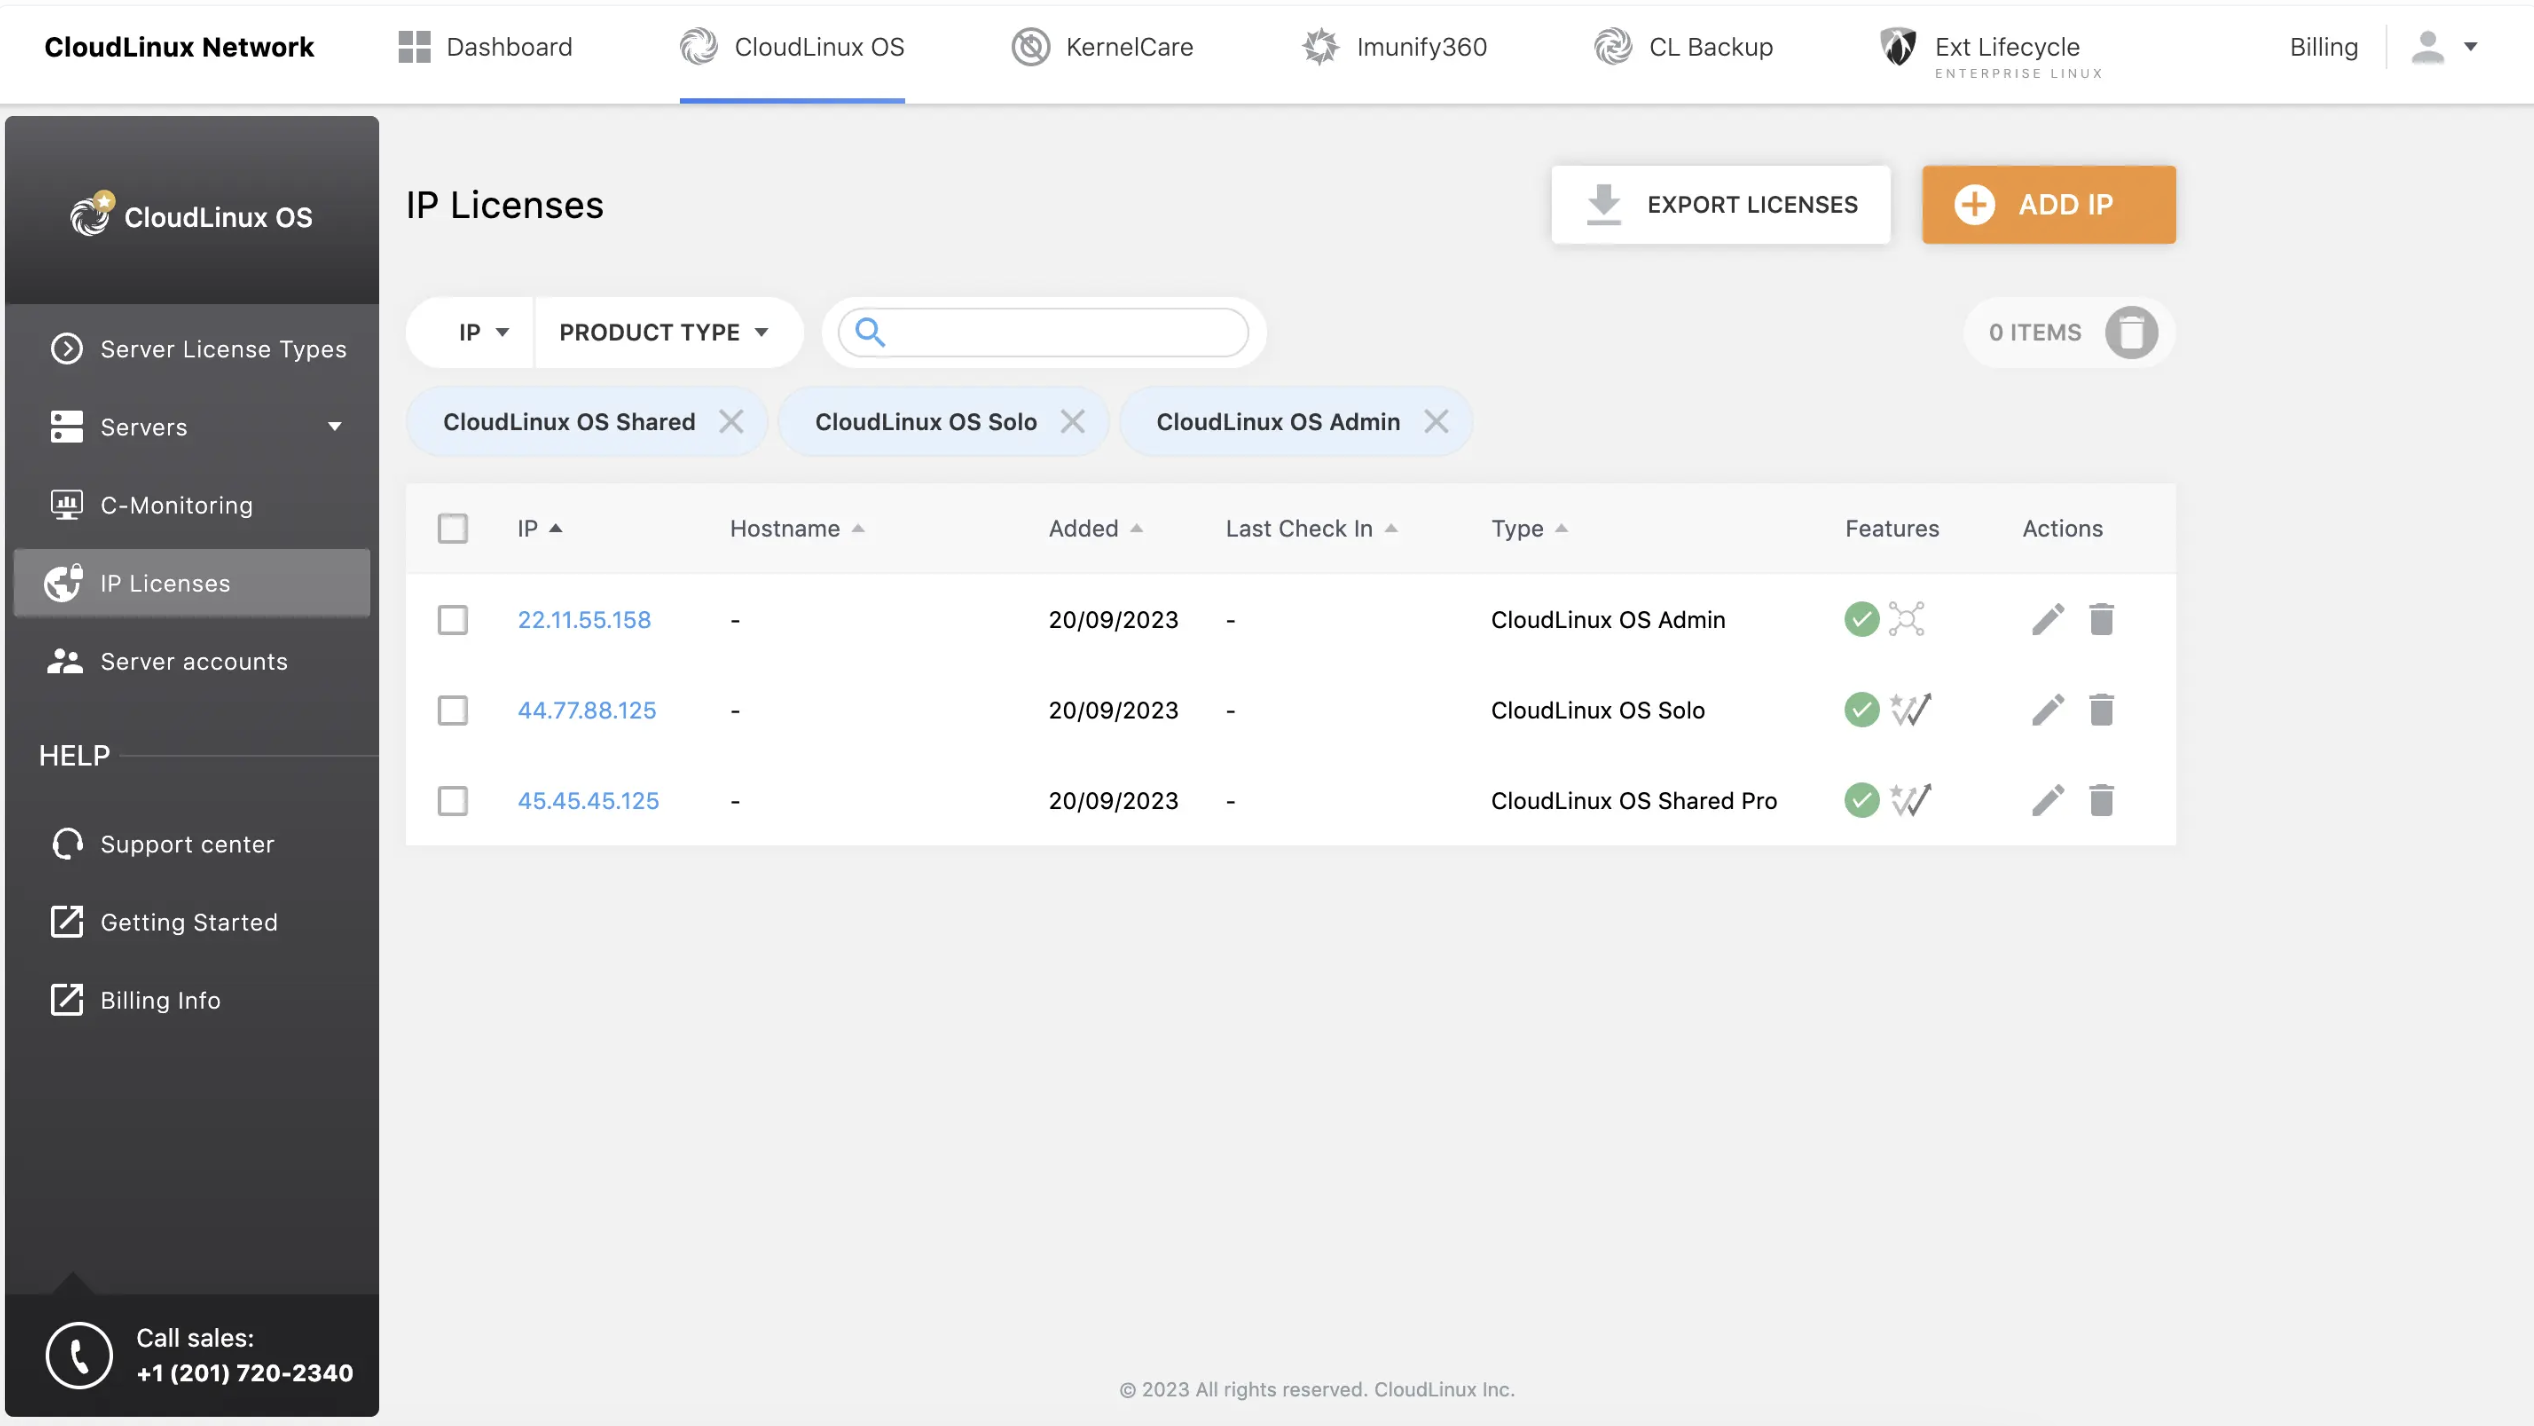 CloudLinux Network
Dashboard
CloudLinux OS
KernelCare
Imunify360
CL Backup
Ext Lifecycle
ENTERPRISE LINUX
Billing
CloudLinux OS
Server License Types
Servers
C-Monitoring
IP Licenses
Server accounts
HELP
Support center
Getting Started
Billing Info
Call sales:
+1 (201) 720-2340
IP Licenses
EXPORT LICENSES
ADD IP
IP
PRODUCT TYPE
0 ITEMS
CloudLinux OS Shared
CloudLinux OS Solo
CloudLinux OS Admin
IP Hostname Added Last Check In Type Features Actions
22.11.55.158 - 20/09/2023 - CloudLinux OS Admin
44.77.88.125 - 20/09/2023 - CloudLinux OS Solo
45.45.45.125 - 20/09/2023 - CloudLinux OS Shared Pro
© 2023 All rights reserved. CloudLinux Inc.